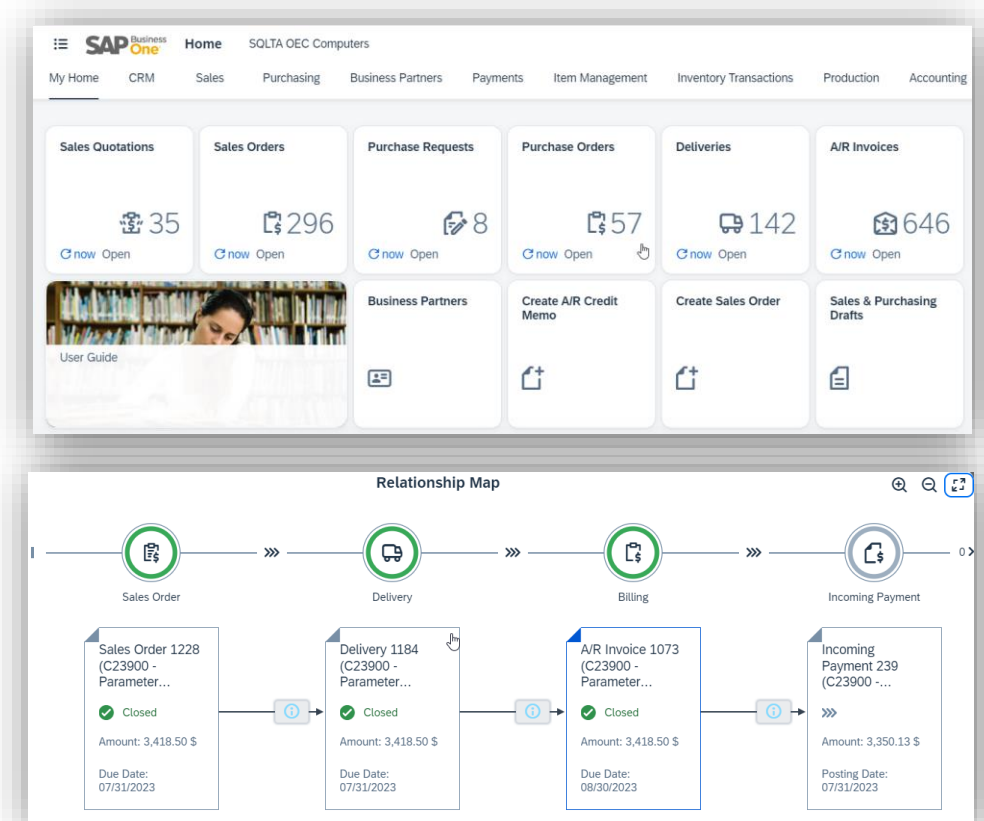 SAP Business One Home SQLTA OEC Computers
My Home CRM Sales Purchasing Business Partners Payments Item Management Inventory Transactions Production Accounting
Sales Quotations
35
now Open
Sales Orders
296
now Open
Purchase Requests
8
now Open
Purchase Orders
57
now Open
Deliveries
142
now Open
A/R Invoices
646
now Open
User Guide
Business Partners
Create A/R Credit
Memo
Create Sales Order
Sales & Purchasing
Drafts
Relationship Map
Sales Order
Delivery
Billing
Incoming Payment
0
Sales Order 1228
(C23900 -
Parameter...
Closed
Amount: 3,418.50 $
Due Date:
07/31/2023
Delivery 1184
(C23900 -
Parameter...
Closed
Amount: 3,418.50 $
Due Date:
07/31/2023
A/R Invoice 1073
(C23900 -
Parameter...
Closed
Amount: 3,418.50 $
Due Date:
08/30/2023
Incoming
Payment 239
(C23900 -...
Amount: 3,350.13 $
Posting Date:
07/31/2023